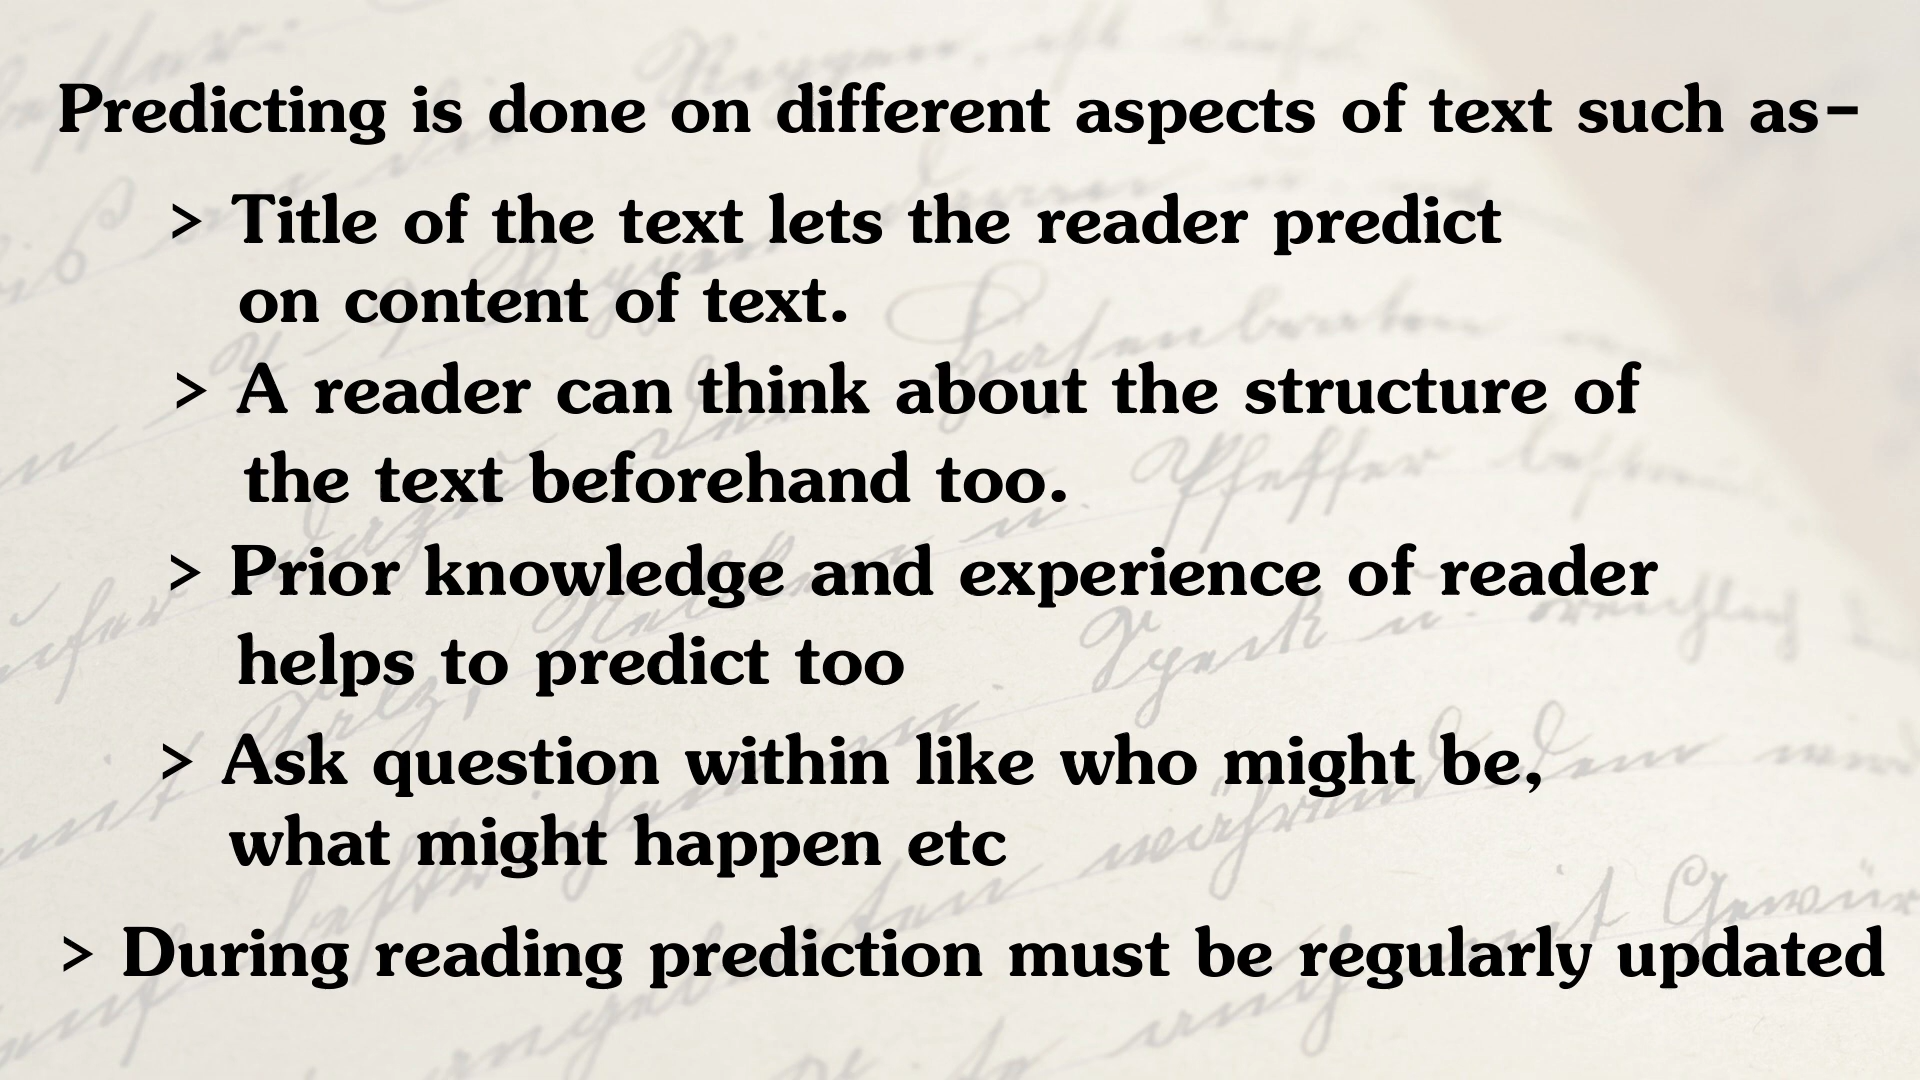 Predicting is done on different aspects of text such as-
> Title of the text lets the reader predict
on content of text.
> A reader can think about the structure of
the text beforehand too.
> Prior knowledge and experience of reader
helps to predict too
> Ask question within like who might be,
what might happen etc
> During reading prediction must be regularly updated